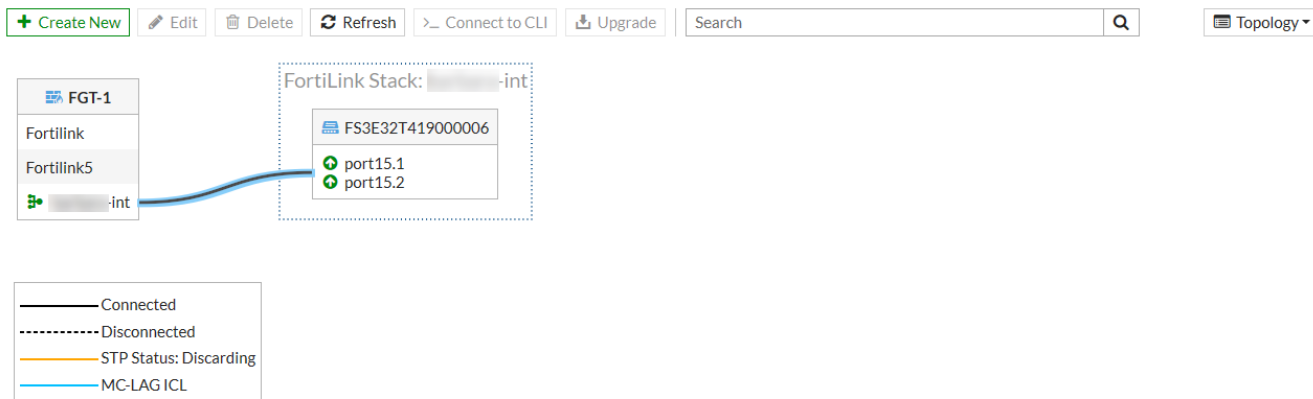 Create New Edit Delete Refresh >_ Connect to CLI Upgrade Search Topology
FGT-1
Fortilink
Fortilink5
-int
FortiLink Stack: -int
FS3E32T419000006
port15.1
port15.2
Connected
Disconnected
STP Status: Discarding
MC-LAG ICL